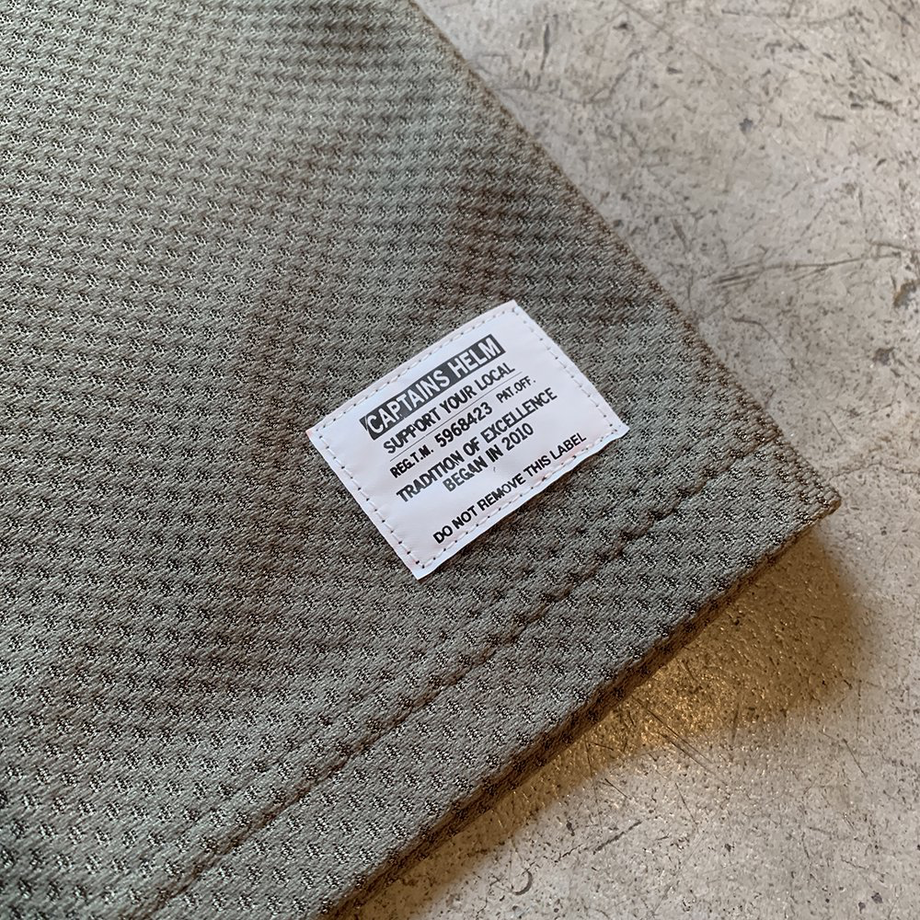 CAPTAINS HELM
SUPPORT YOUR LOCAL
REG.T.M. 5968423 PAT.OFF.
TRADITION OF EXCELLENCE
BEGAN IN 2010
DO NOT REMOVE THIS LABEL